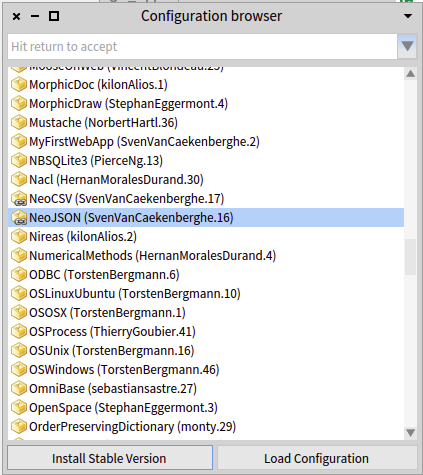 Configuration browser
Hit return to accept
MooseOnWeb (VincentBlondeau.25)
MorphicDoc (kilonAlios.1)
MorphicDraw (StephanEggermont.4)
Mustache (NorbertHartl.36)
MyFirstWebApp (SvenVanCaekenberghe.2)
NBSQLite3 (PierceNg.13)
Nacl (HernanMoralesDurand.30)
NeoCSV (SvenVanCaekenberghe.17)
NeoJSON (SvenVanCaekenberghe.16)
Nireas (kilonAlios.2)
NumericalMethods (HernanMoralesDurand.4)
ODBC (TorstenBergmann.6)
OSLinuxUbuntu (TorstenBergmann.10)
OSOSX (TorstenBergmann.1)
OSProcess (ThierryGoubier.41)
OSUnix (TorstenBergmann.16)
OSWindows (TorstenBergmann.46)
OmniBase (sebastiansastre.27)
OpenSpace (StephanEggermont.3)
OrderPreservingDictionary (monty.29)
Install Stable Version
Load Configuration